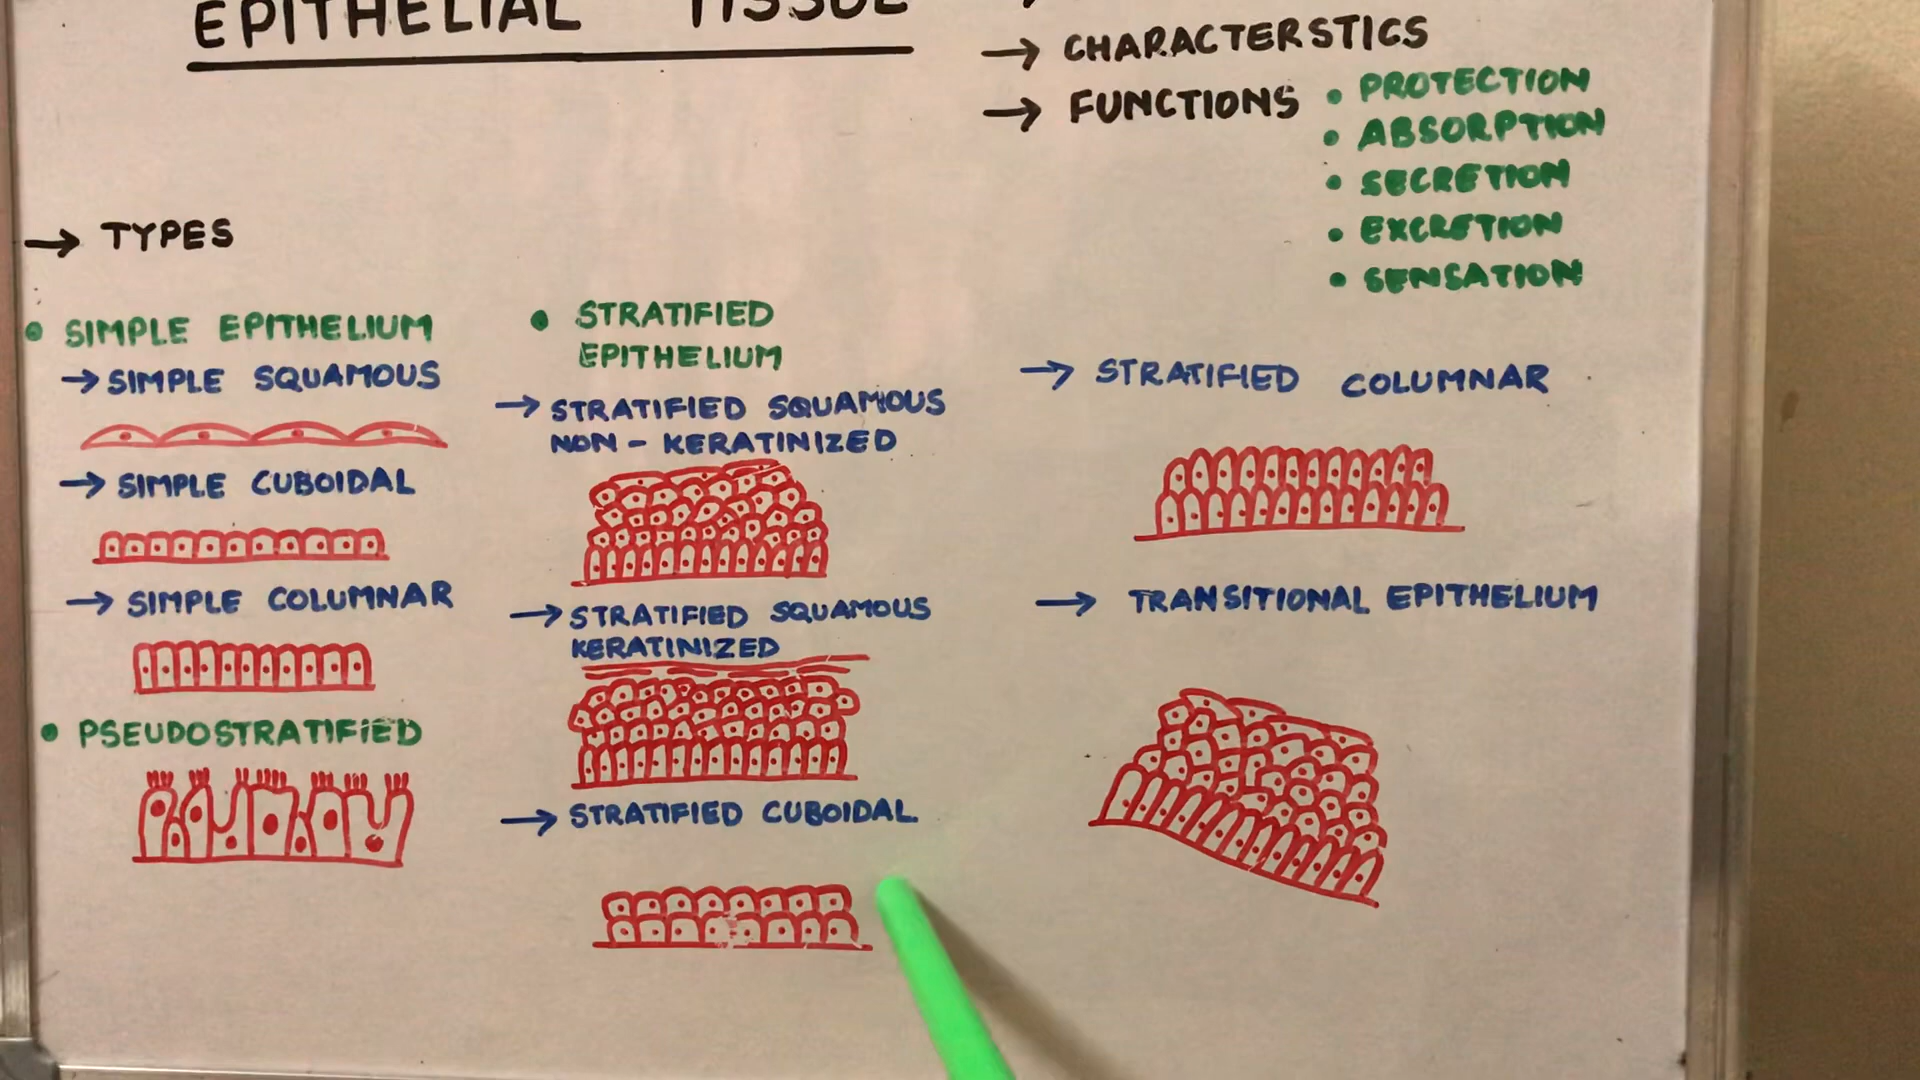 EPITHELIAL TISSUE
→ CHARACTERSTICS
→ FUNCTIONS
• PROTECTION
• ABSORPTION
• SECRETION
• EXCRETION
• SENSATION
→ TYPES
• SIMPLE EPITHELIUM
→ SIMPLE SQUAMOUS
→ SIMPLE CUBOIDAL
→ SIMPLE COLUMNAR
• PSEUDOSTRATIFIED
• STRATIFIED
EPITHELIUM
→ STRATIFIED SQUAMOUS
NON - KERATINIZED
→ STRATIFIED SQUAMOUS
KERATINIZED
→ STRATIFIED CUBOIDAL
→ STRATIFIED COLUMNAR
→ TRANSITIONAL EPITHELIUM